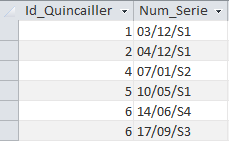 Id_Quincailler Num_Serie
1 03/12/S1
2 04/12/S1
4 07/01/S2
5 10/05/S1
6 14/06/S4
6 17/09/S3